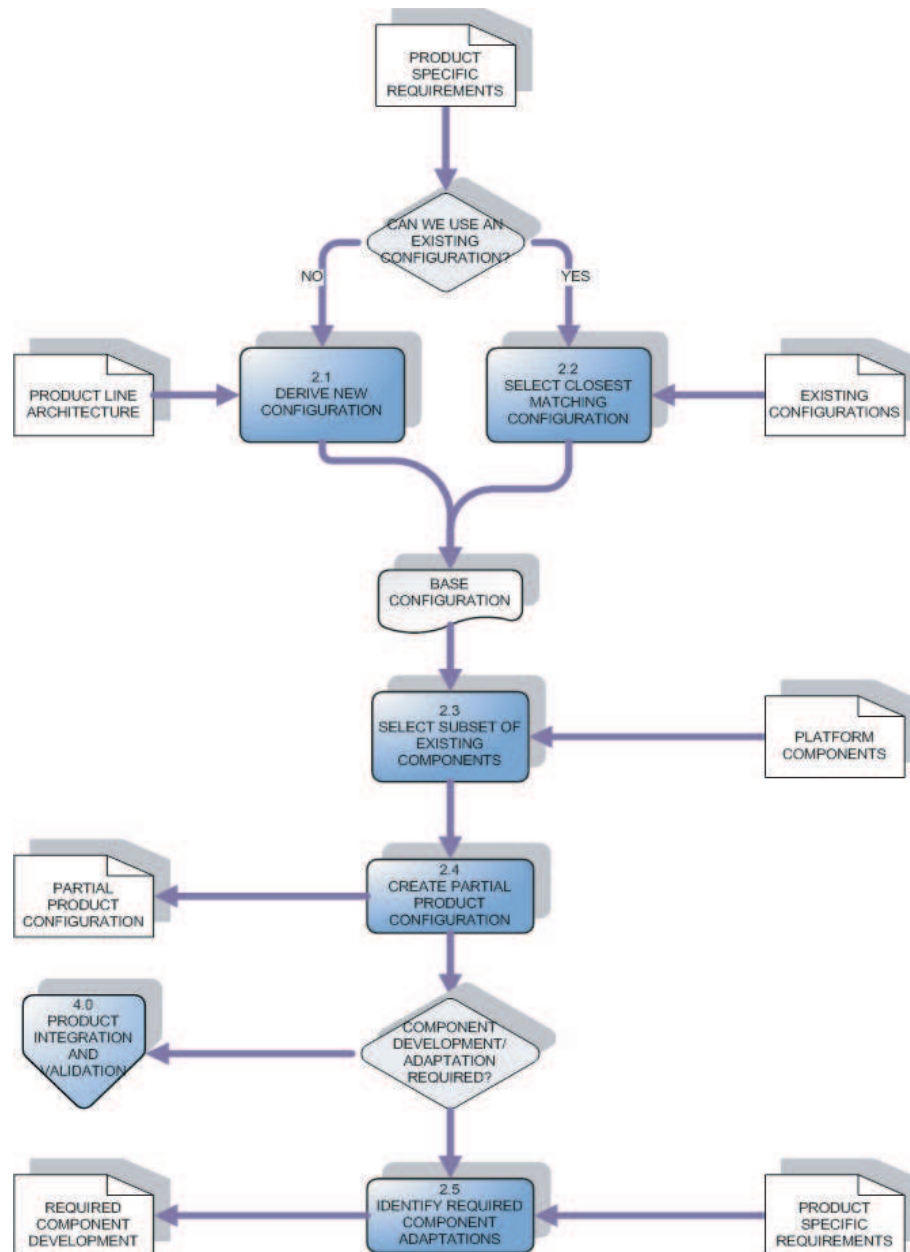 PRODUCT
SPECIFIC
REQUIREMENTS
CAN WE USE AN
EXISTING
CONFIGURATION?
NO
YES
PRODUCT LINE
ARCHITECTURE
2.1
DERIVE NEW
CONFIGURATION
2.2
SELECT CLOSEST
MATCHING
CONFIGURATION
EXISTING
CONFIGURATIONS
BASE
CONFIGURATION
2.3
SELECT SUBSET OF
EXISTING
COMPONENTS
PLATFORM
COMPONENTS
PARTIAL
PRODUCT
CONFIGURATION
2.4
CREATE PARTIAL
PRODUCT
CONFIGURATION
4.0
PRODUCT
INTEGRATION
AND
VALIDATION
COMPONENT
DEVELOPMENT/
ADAPTATION
REQUIRED?
REQUIRED
COMPONENT
DEVELOPMENT
2.5
IDENTIFY REQUIRED
COMPONENT
ADAPTATIONS
PRODUCT
SPECIFIC
REQUIREMENTS